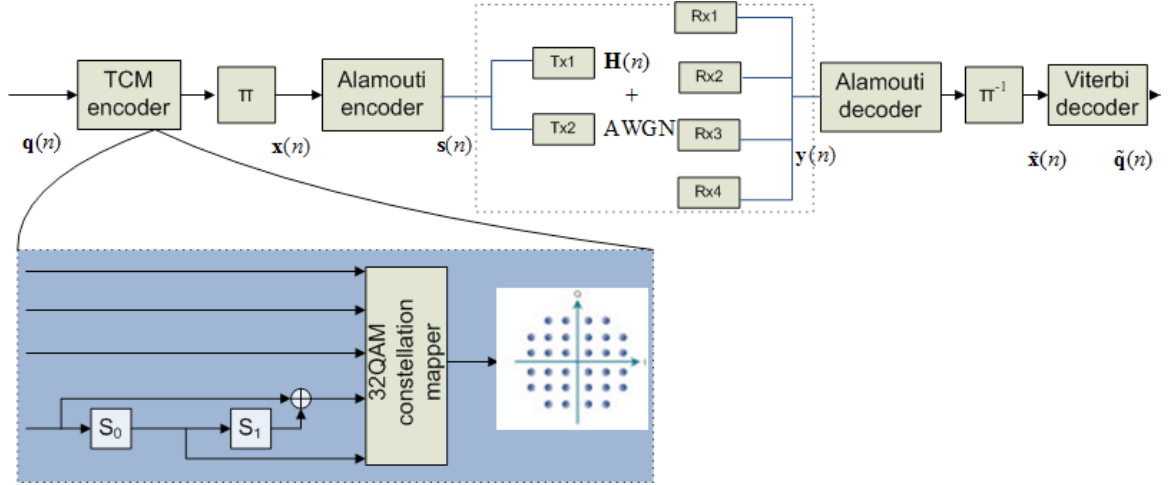 TCM
encoder
π
Alamouti
encoder
Tx1
Tx2
H(n)
+
AWGN
Rx1
Rx2
Rx3
Rx4
Alamouti
decoder
π⁻¹
Viterbi
decoder
q(n)
x(n)
s(n)
y(n)
x̃(n)
q̃(n)
32QAM
constellation
mapper
S₀
S₁
Q
I